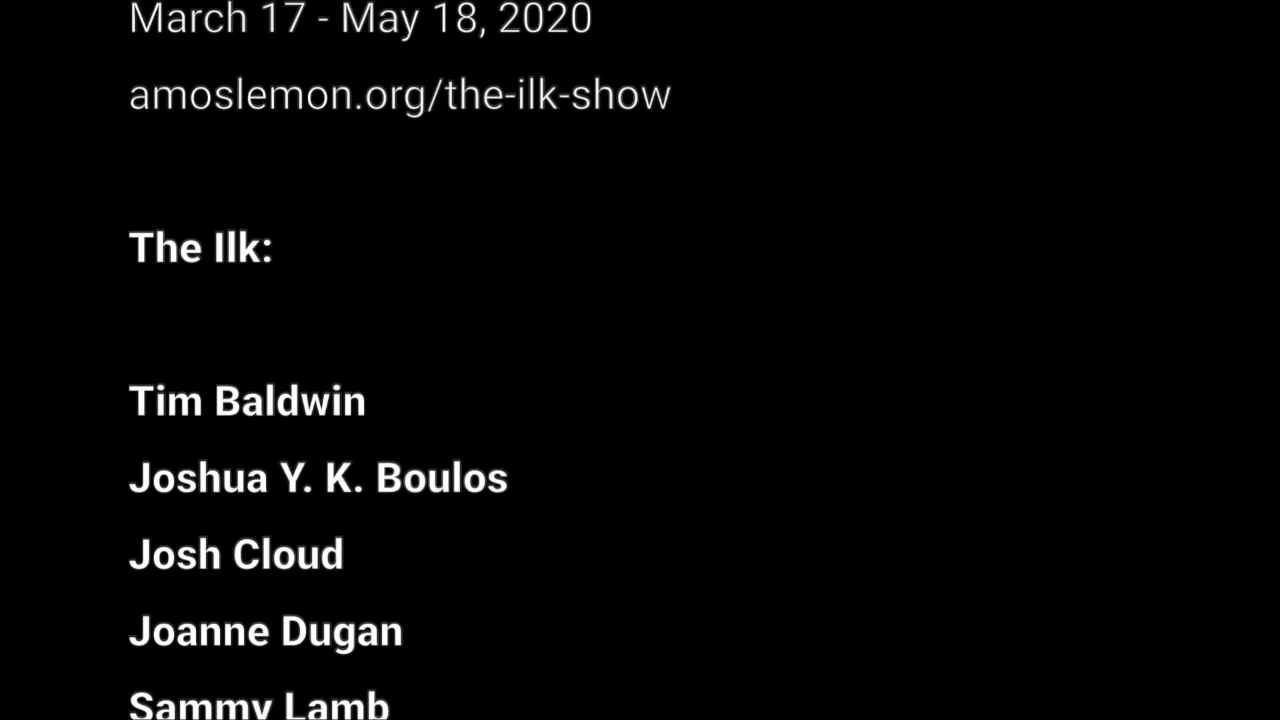 March 17 - May 18, 2020
amoslemon.org/the-ilk-show
The Ilk:
Tim Baldwin
Joshua Y. K. Boulos
Josh Cloud
Joanne Dugan
Sammy Lamb